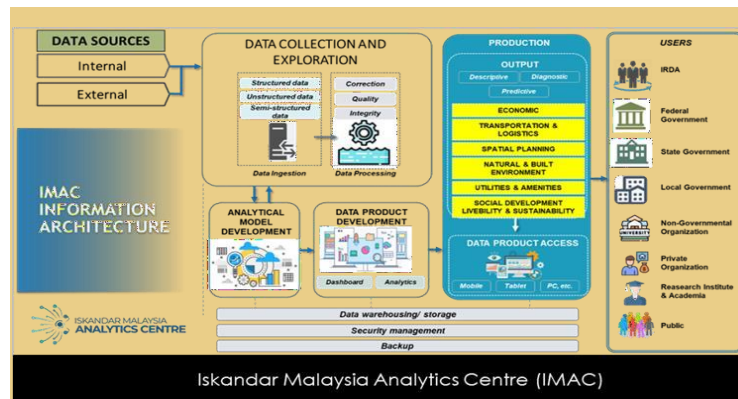 DATA SOURCES
Internal
External
IMAC
INFORMATION
ARCHITECTURE
ISKANDAR MALAYSIA
ANALYTICS CENTRE
DATA COLLECTION AND
EXPLORATION
Structured data
Unstructured data
Semi-structured
data
Data Ingestion
Correction
Quality
Integrity
Data Processing
ANALYTICAL
MODEL
DEVELOPMENT
DATA PRODUCT
DEVELOPMENT
Dashboard
Analytics
PRODUCTION
OUTPUT
Descriptive
Diagnostic
Predictive
ECONOMIC
TRANSPORTATION &
LOGISTICS
SPATIAL PLANNING
NATURAL & BUILT
ENVIRONMENT
UTILITIES & AMENITIES
SOCIAL DEVELOPMENT
LIVEBILITY & SUSTAINABILITY
DATA PRODUCT ACCESS
Mobile
Tablet
PC, etc.
Data warehousing/ storage
Security management
Backup
USERS
IRDA
Federal
Government
State Government
Local Government
UNIVERSITY
Non-Governmental
Organization
Private
Organization
Reasearch Institute
& Academia
Public
Iskandar Malaysia Analytics Centre (IMAC)